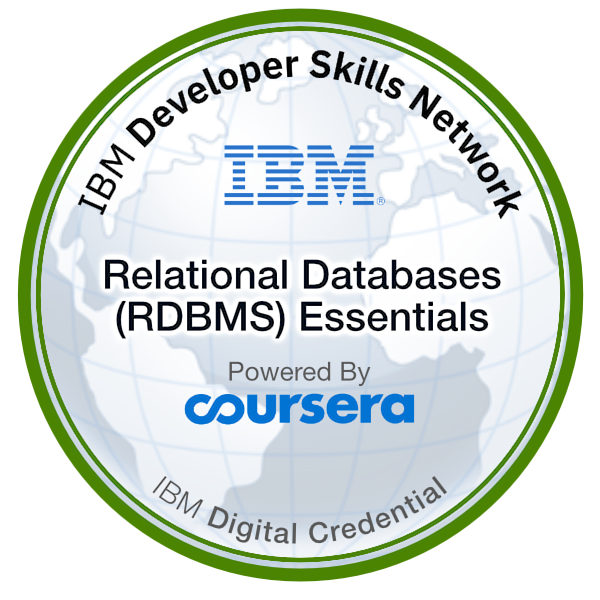 IBM Developer Skills Network
IBM®
Relational Databases
(RDBMS) Essentials
Powered By
coursera
IBM Digital Credential